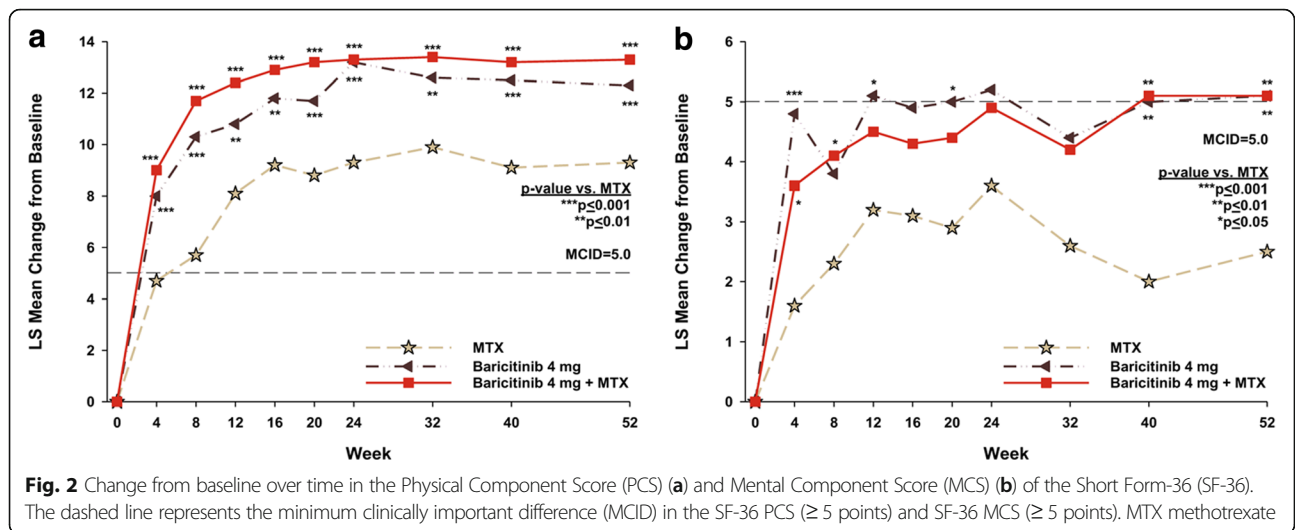 a
14
12
10
8
6
4
2
0
LS Mean Change from Baseline
*** *** *** *** *** *** *** *** ***
*** *** ** ** *** *** ** *** ***
p-value vs. MTX
***p≤0.001
**p≤0.01
MCID=5.0
MTX
Baricitinib 4 mg
Baricitinib 4 mg + MTX
0 4 8 12 16 20 24 32 40 52
Week
b
6
5
4
3
2
1
0
LS Mean Change from Baseline
*** * * ** **
* * ** **
MCID=5.0
p-value vs. MTX
***p≤0.001
**p≤0.01
*p≤0.05
MTX
Baricitinib 4 mg
Baricitinib 4 mg + MTX
0 4 8 12 16 20 24 32 40 52
Week
Fig. 2 Change from baseline over time in the Physical Component Score (PCS) (a) and Mental Component Score (MCS) (b) of the Short Form-36 (SF-36).
The dashed line represents the minimum clinically important difference (MCID) in the SF-36 PCS (≥ 5 points) and SF-36 MCS (≥ 5 points). MTX methotrexate